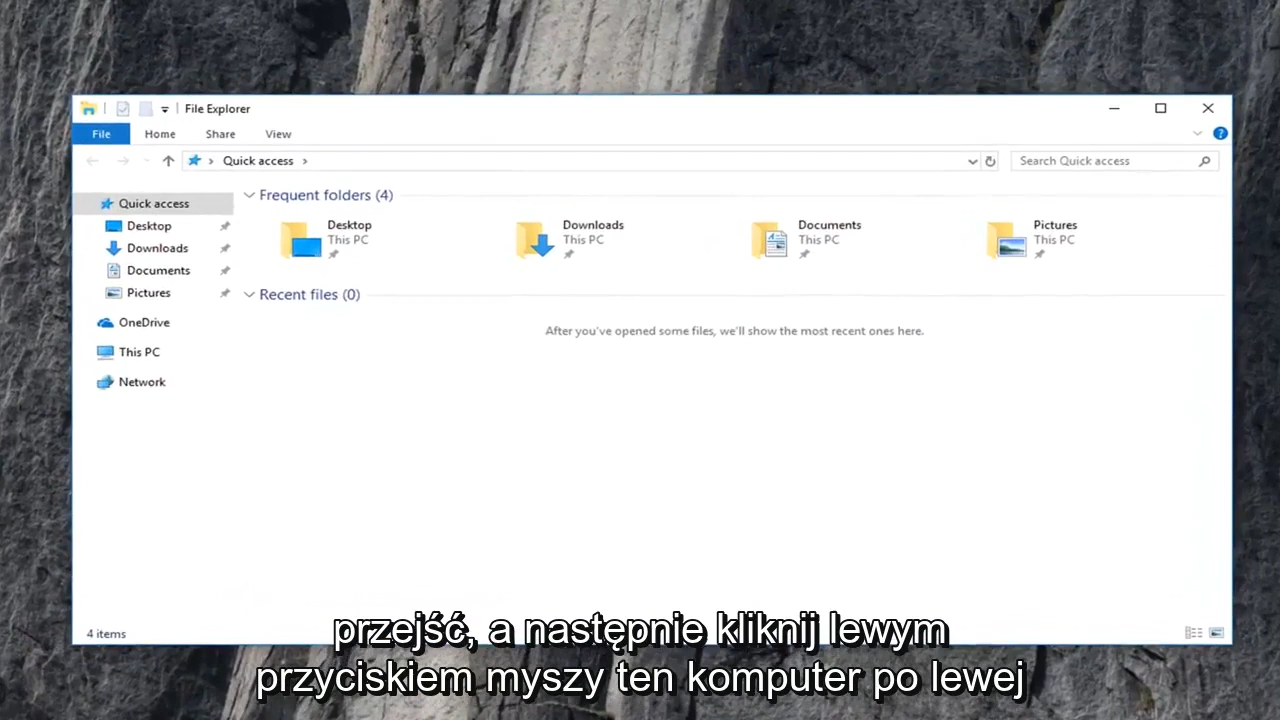 File Explorer
File Home Share View
Quick access
Search Quick access
Quick access
Desktop
Downloads
Documents
Pictures
OneDrive
This PC
Network
Frequent folders (4)
Desktop
This PC
Downloads
This PC
Documents
This PC
Pictures
This PC
Recent files (0)
After you've opened some files, we'll show the most recent ones here.
4 items
przejść, a następnie kliknij lewym
przyciskiem myszy ten komputer po lewej